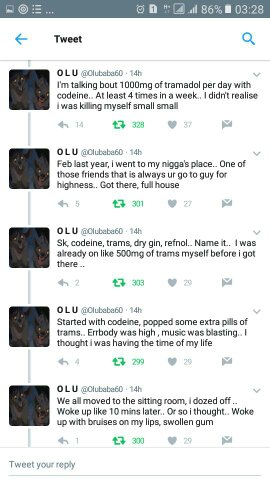 86% 03:28
Tweet
O L U @Olubaba60 · 14h
I'm talking bout 1000mg of tramadol per day with
codeine.. At least 4 times in a week.. I didn't realise
i was killing myself small small
14 328 37
O L U @Olubaba60 · 14h
Feb last year, i went to my nigga's place.. One of
those friends that is always ur go to guy for
highness.. Got there, full house
5 301 27
O L U @Olubaba60 · 14h
Sk, codeine, trams, dry gin, refnol.. Name it.. I was
already on like 500mg of trams myself before i got
there ..
2 303 29
O L U @Olubaba60 · 14h
Started with codeine, popped some extra pills of
trams.. Errbody was high , music was blasting.. I
thought i was having the time of my life
4 299 29
O L U @Olubaba60 · 14h
We all moved to the sitting room, i dozed off ..
Woke up like 10 mins later.. Or so i thought.. Woke
up with bruises on my lips, swollen gum
1 300 29
Tweet your reply